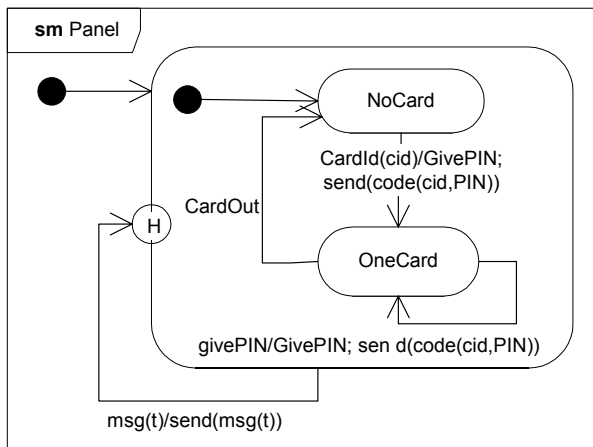 sm Panel
NoCard
CardId(cid)/GivePIN;
send(code(cid,PIN))
CardOut
H
OneCard
givePIN/GivePIN; sen d(code(cid,PIN))
msg(t)/send(msg(t))